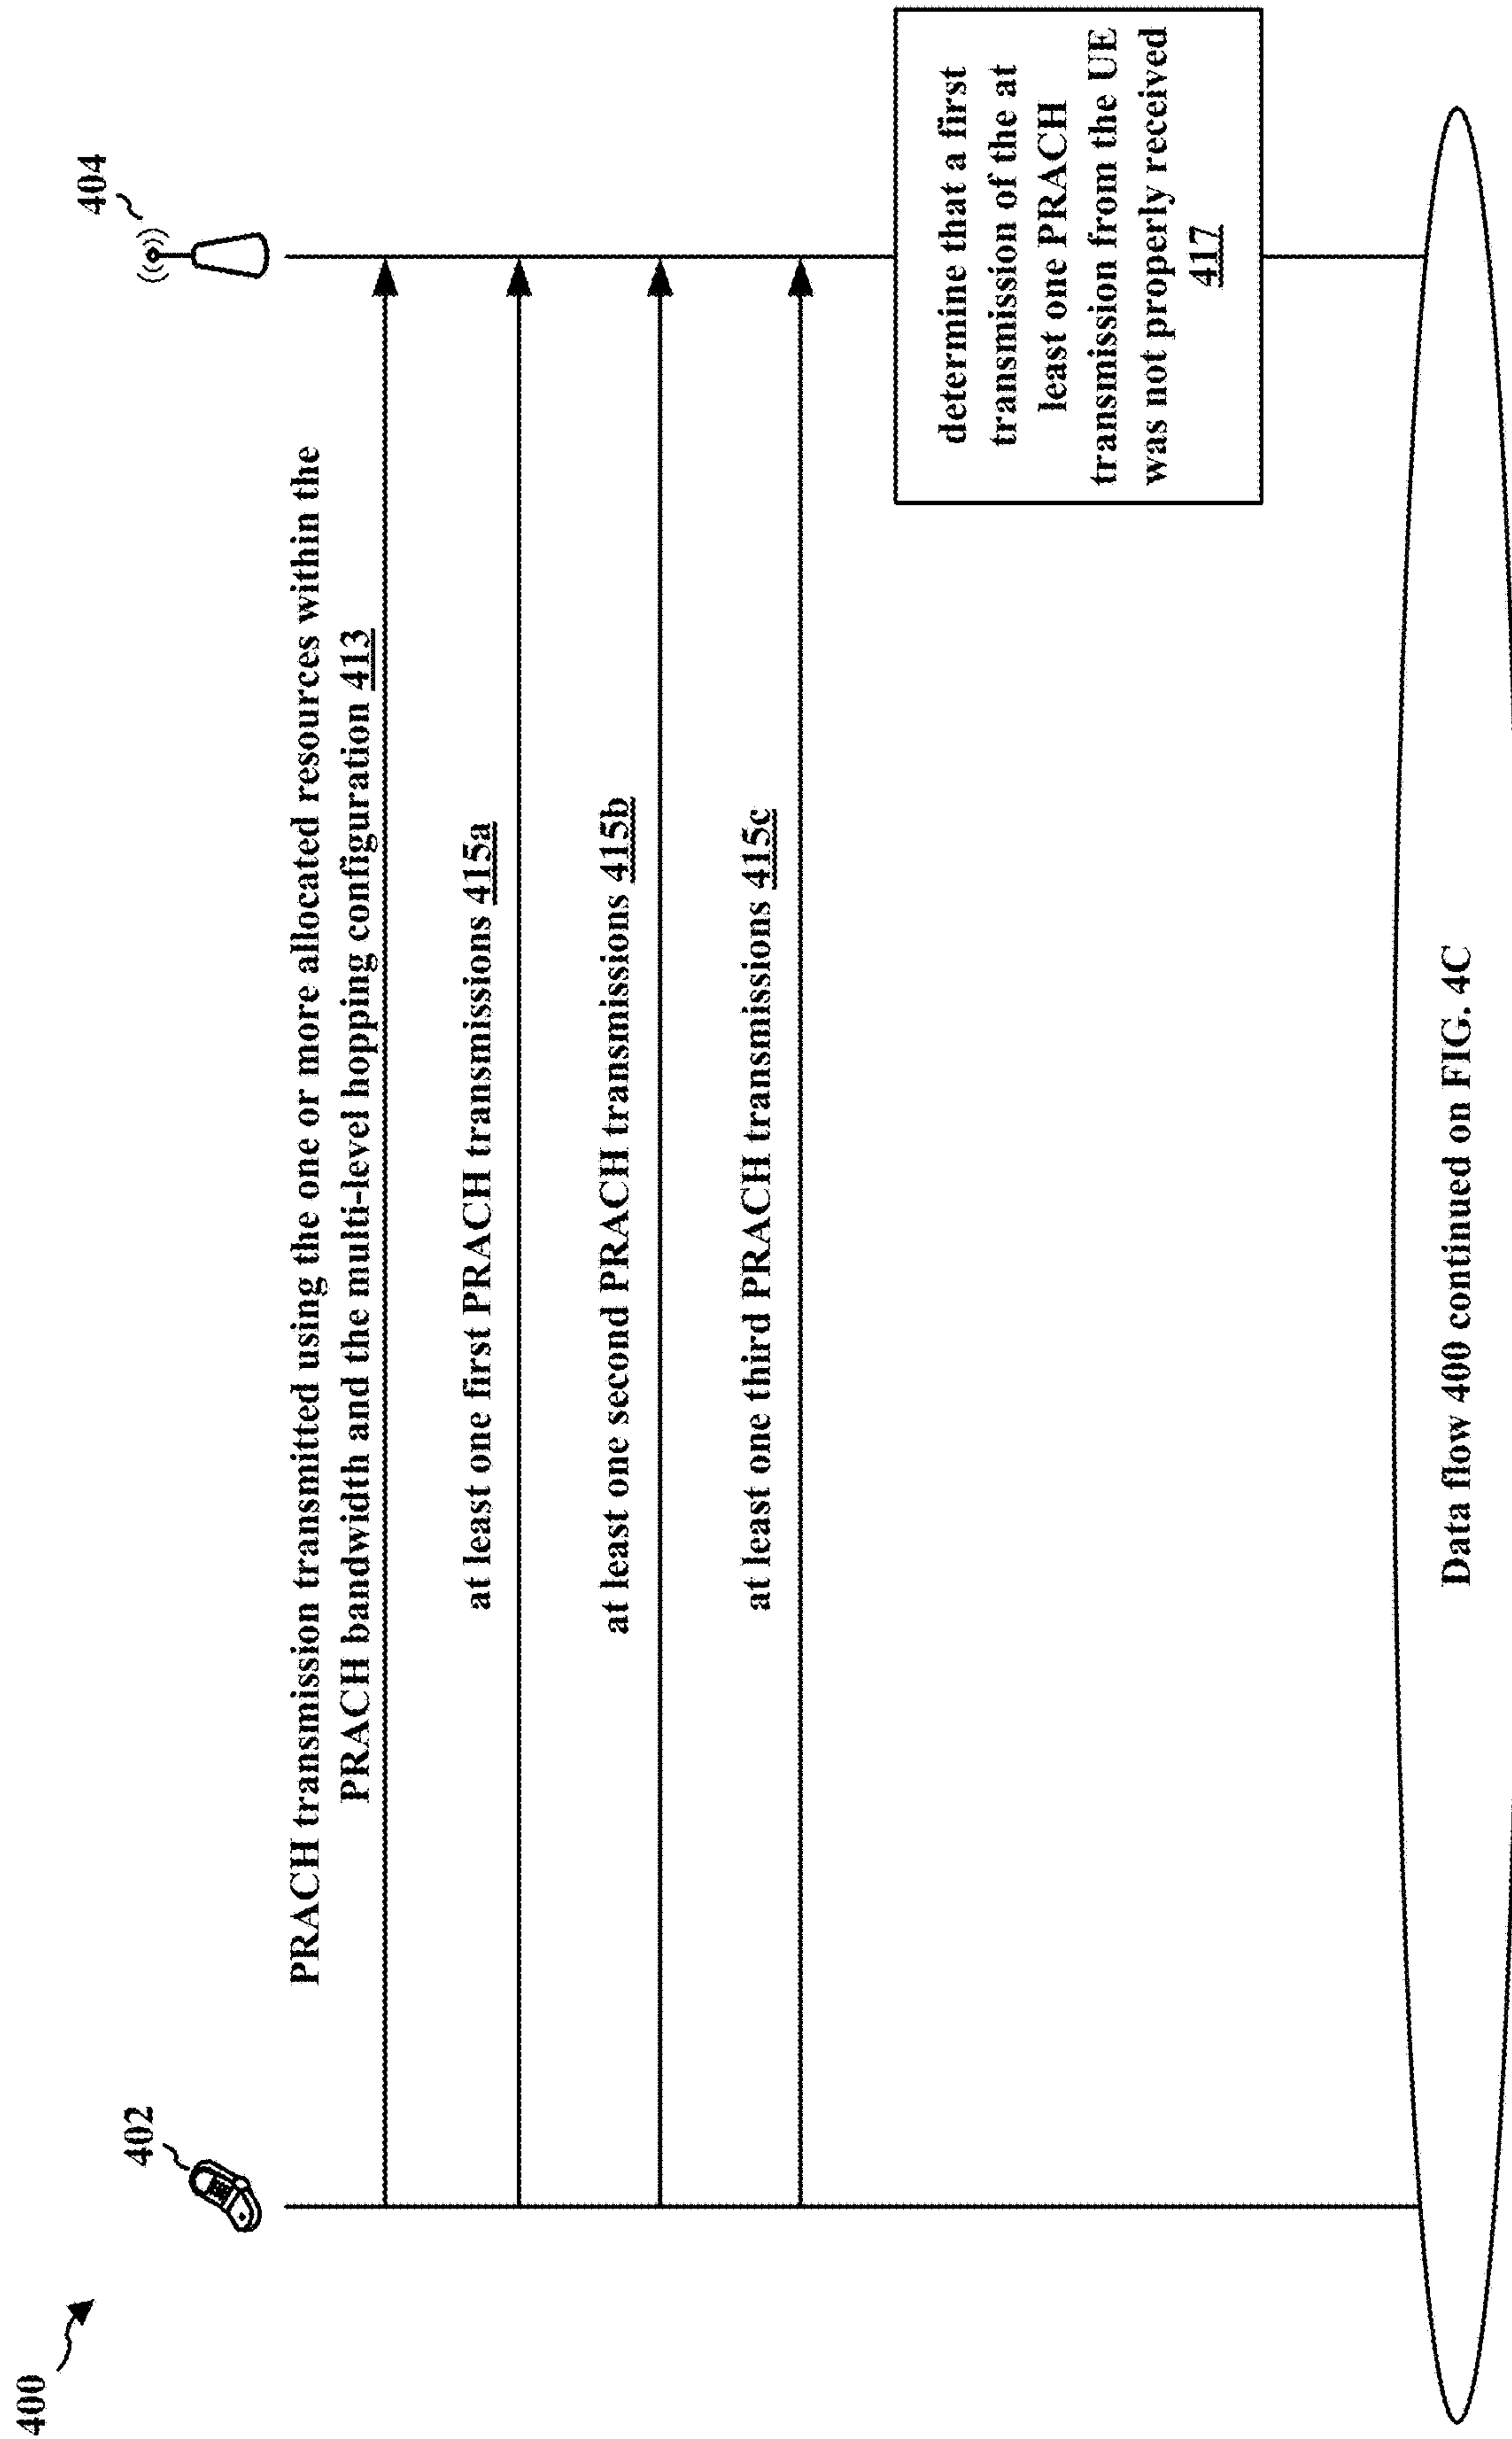 400
402
404
PRACH transmission transmitted using the one or more allocated resources within the
PRACH bandwidth and the multi-level hopping configuration 413
at least one first PRACH transmissions 415a
at least one second PRACH transmissions 415b
at least one third PRACH transmissions 415c
determine that a first
transmission of the at
least one PRACH
transmission from the UE
was not properly received
417
Data flow 400 continued on FIG. 4C